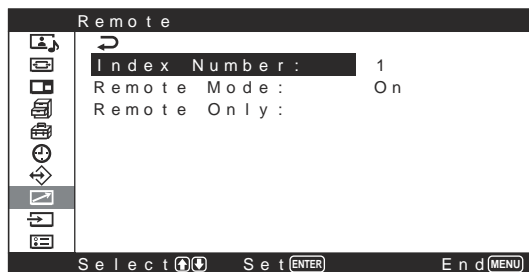 Remote
Index Number: 1
Remote Mode: On
Remote Only:
Select Set ENTER End MENU